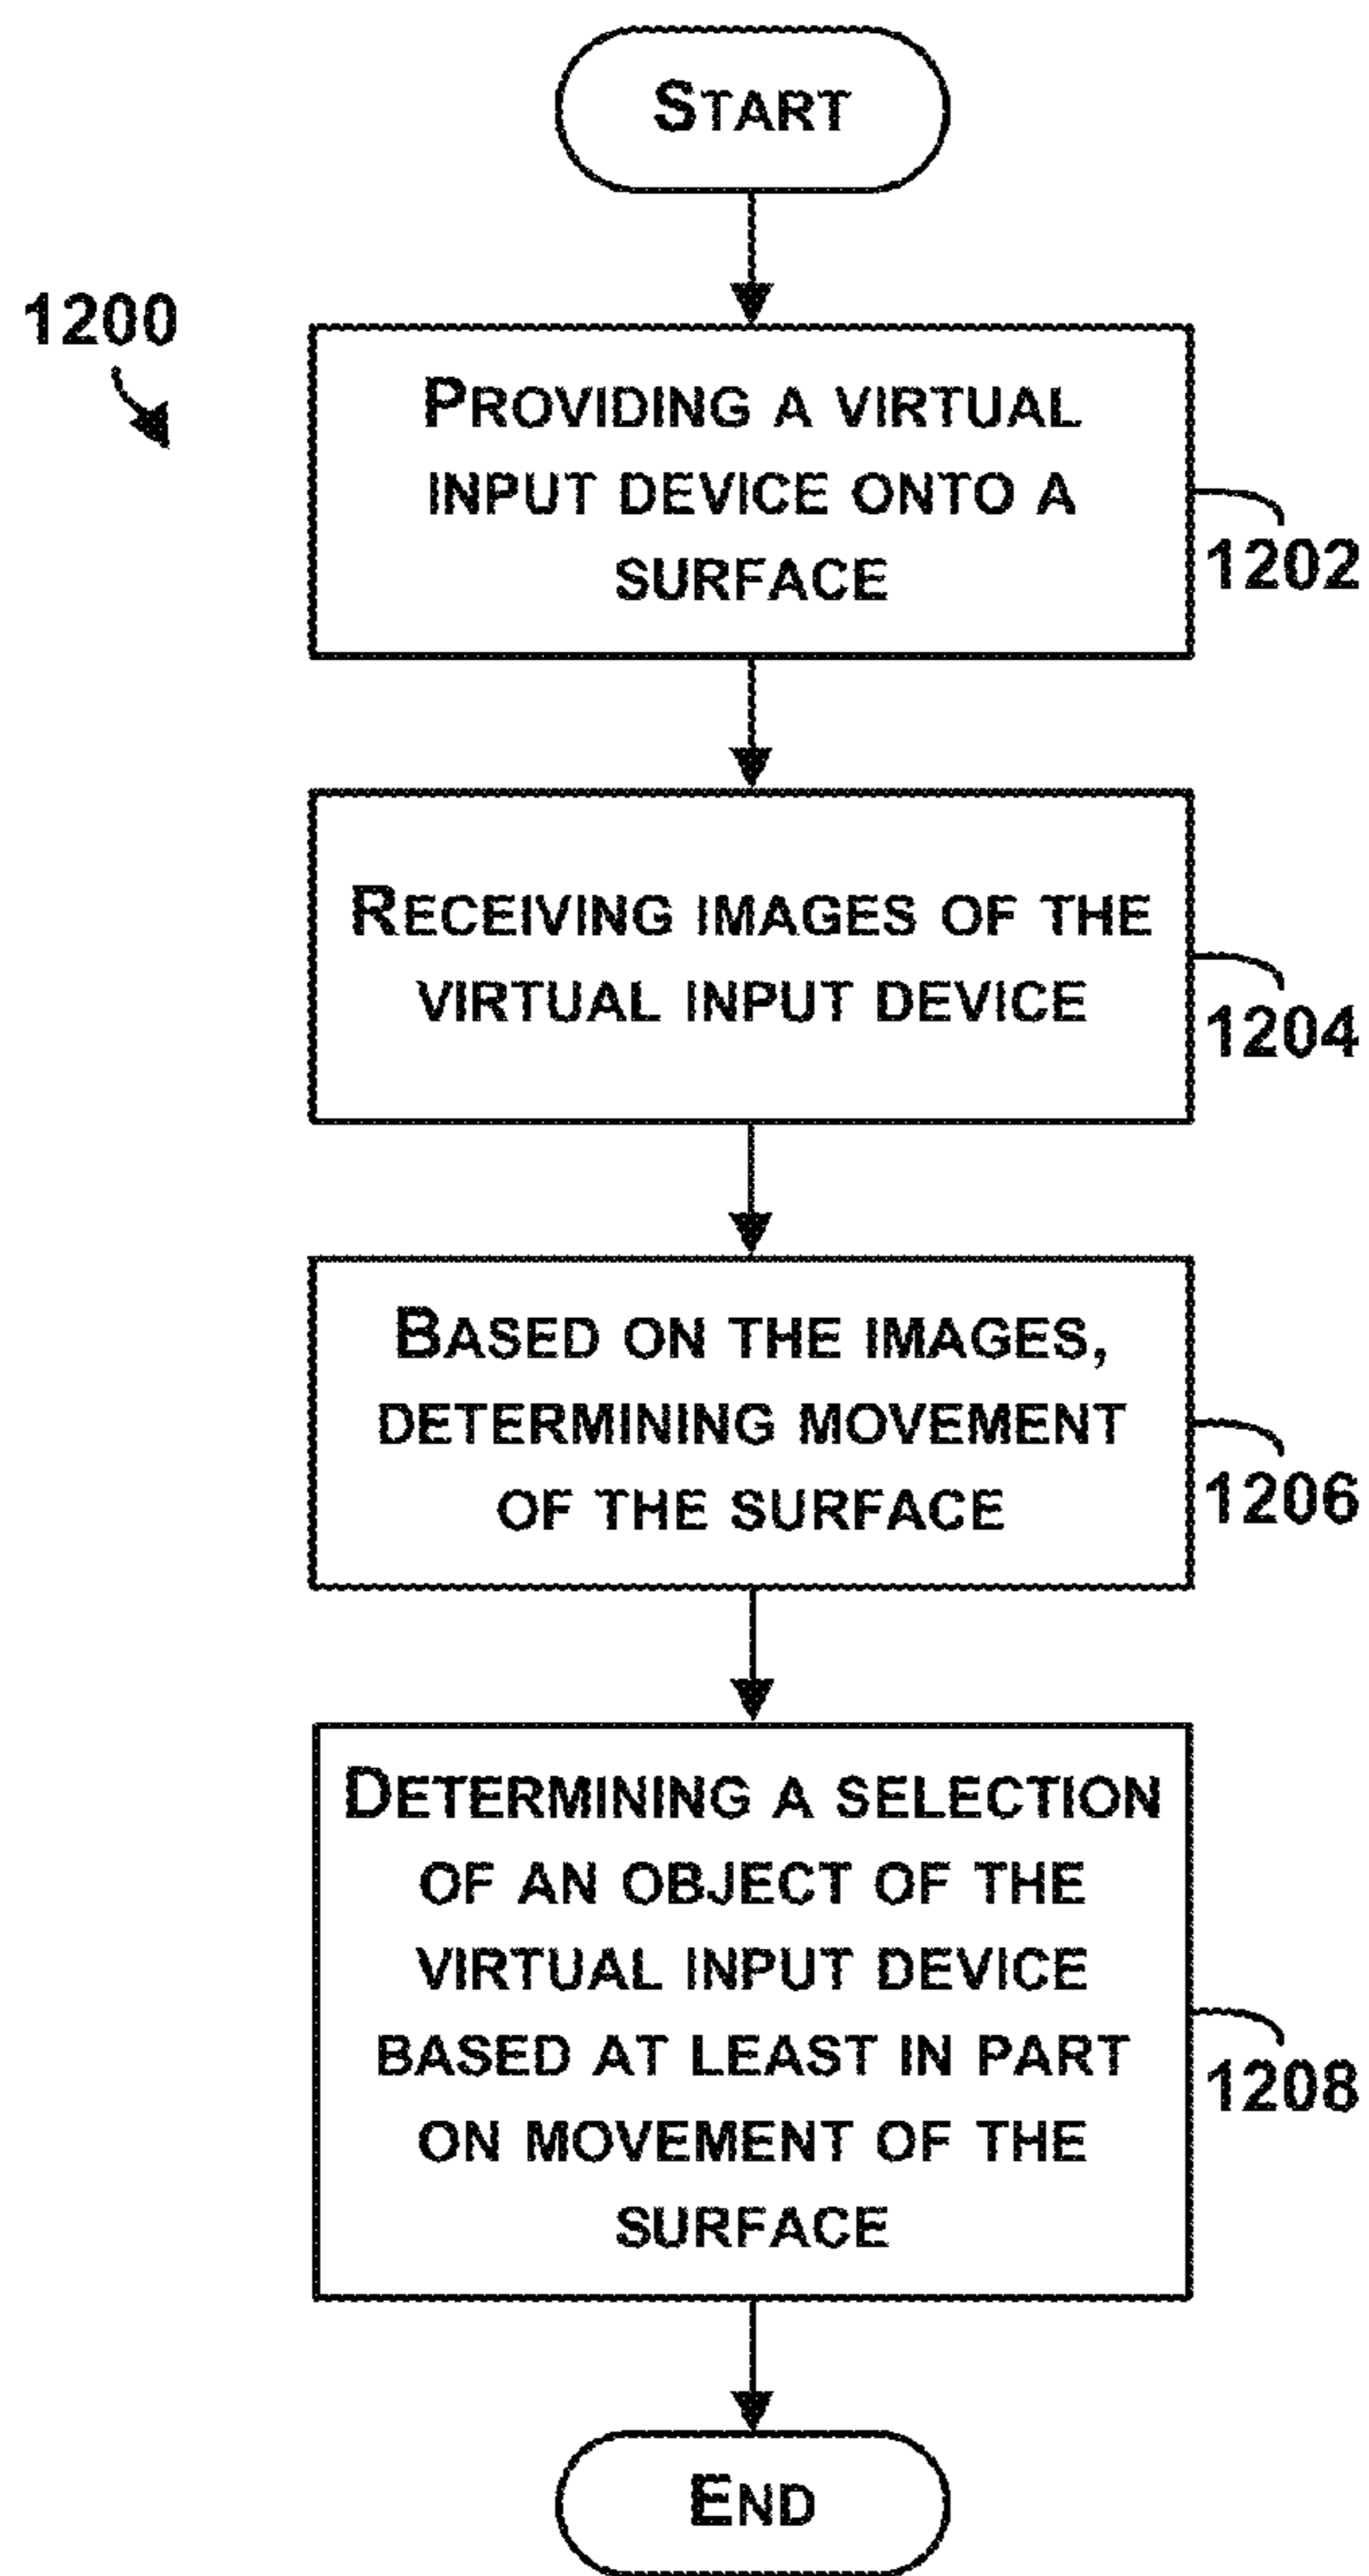 START
1200
PROVIDING A VIRTUAL
INPUT DEVICE ONTO A
SURFACE
1202
RECEIVING IMAGES OF THE
VIRTUAL INPUT DEVICE
1204
BASED ON THE IMAGES,
DETERMINING MOVEMENT
OF THE SURFACE
1206
DETERMINING A SELECTION
OF AN OBJECT OF THE
VIRTUAL INPUT DEVICE
BASED AT LEAST IN PART
ON MOVEMENT OF THE
SURFACE
1208
END